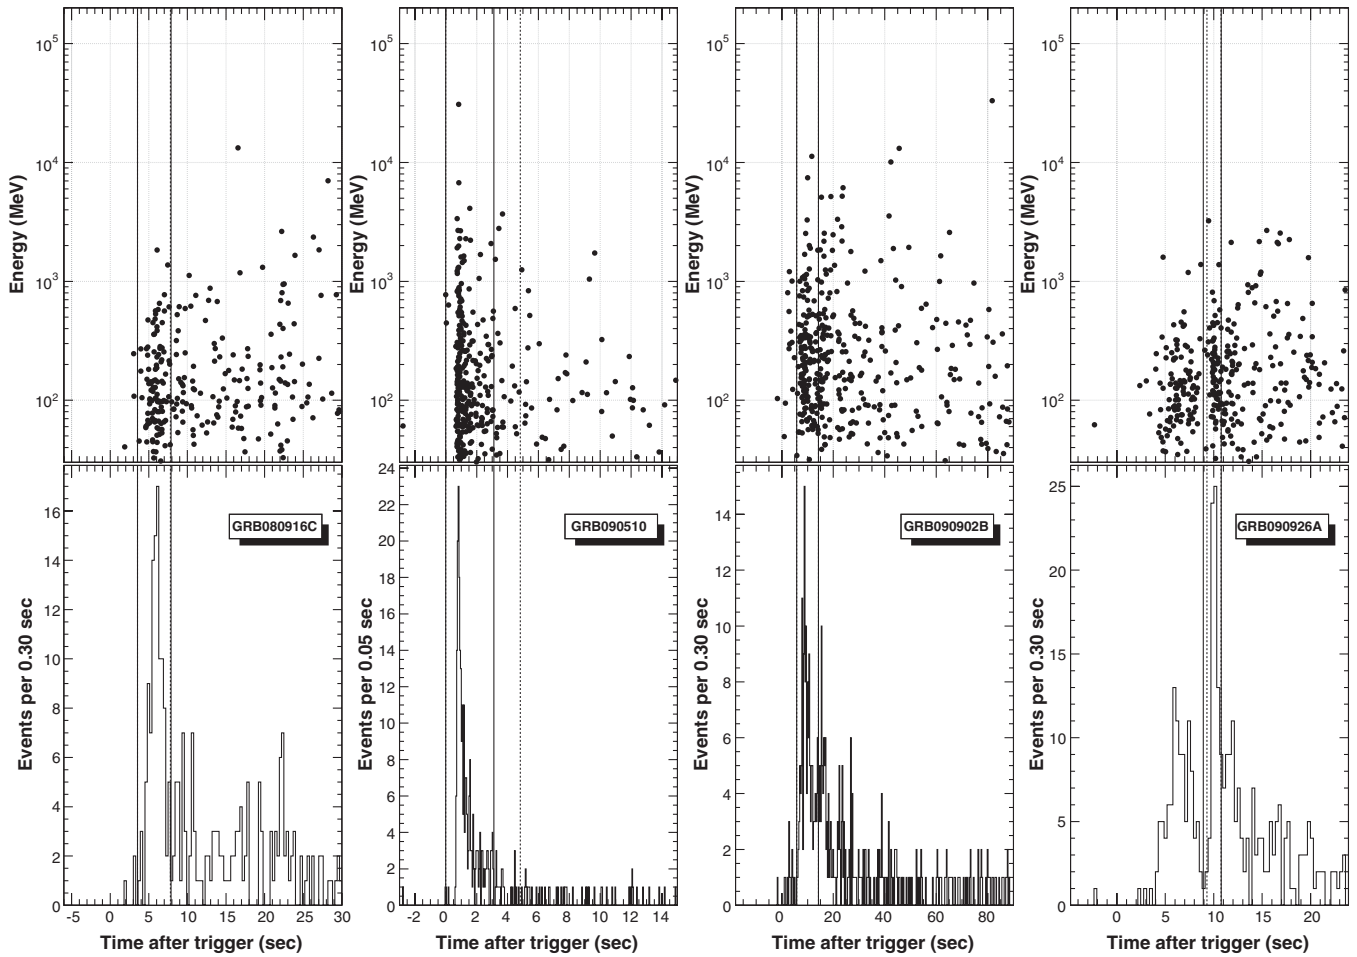 10^5
10^4
10^3
10^2
Energy (MeV)
10^5
10^4
10^3
10^2
Energy (MeV)
10^5
10^4
10^3
10^2
Energy (MeV)
10^5
10^4
10^3
10^2
Energy (MeV)
16
14
12
10
8
6
4
2
0
Events per 0.30 sec
GRB080916C
-5 0 5 10 15 20 25 30
Time after trigger (sec)
24
22
20
18
16
14
12
10
8
6
4
2
0
Events per 0.05 sec
GRB090510
-2 0 2 4 6 8 10 12 14
Time after trigger (sec)
14
12
10
8
6
4
2
0
Events per 0.30 sec
GRB090902B
0 20 40 60 80
Time after trigger (sec)
25
20
15
10
5
0
Events per 0.30 sec
GRB090926A
0 5 10 15 20
Time after trigger (sec)